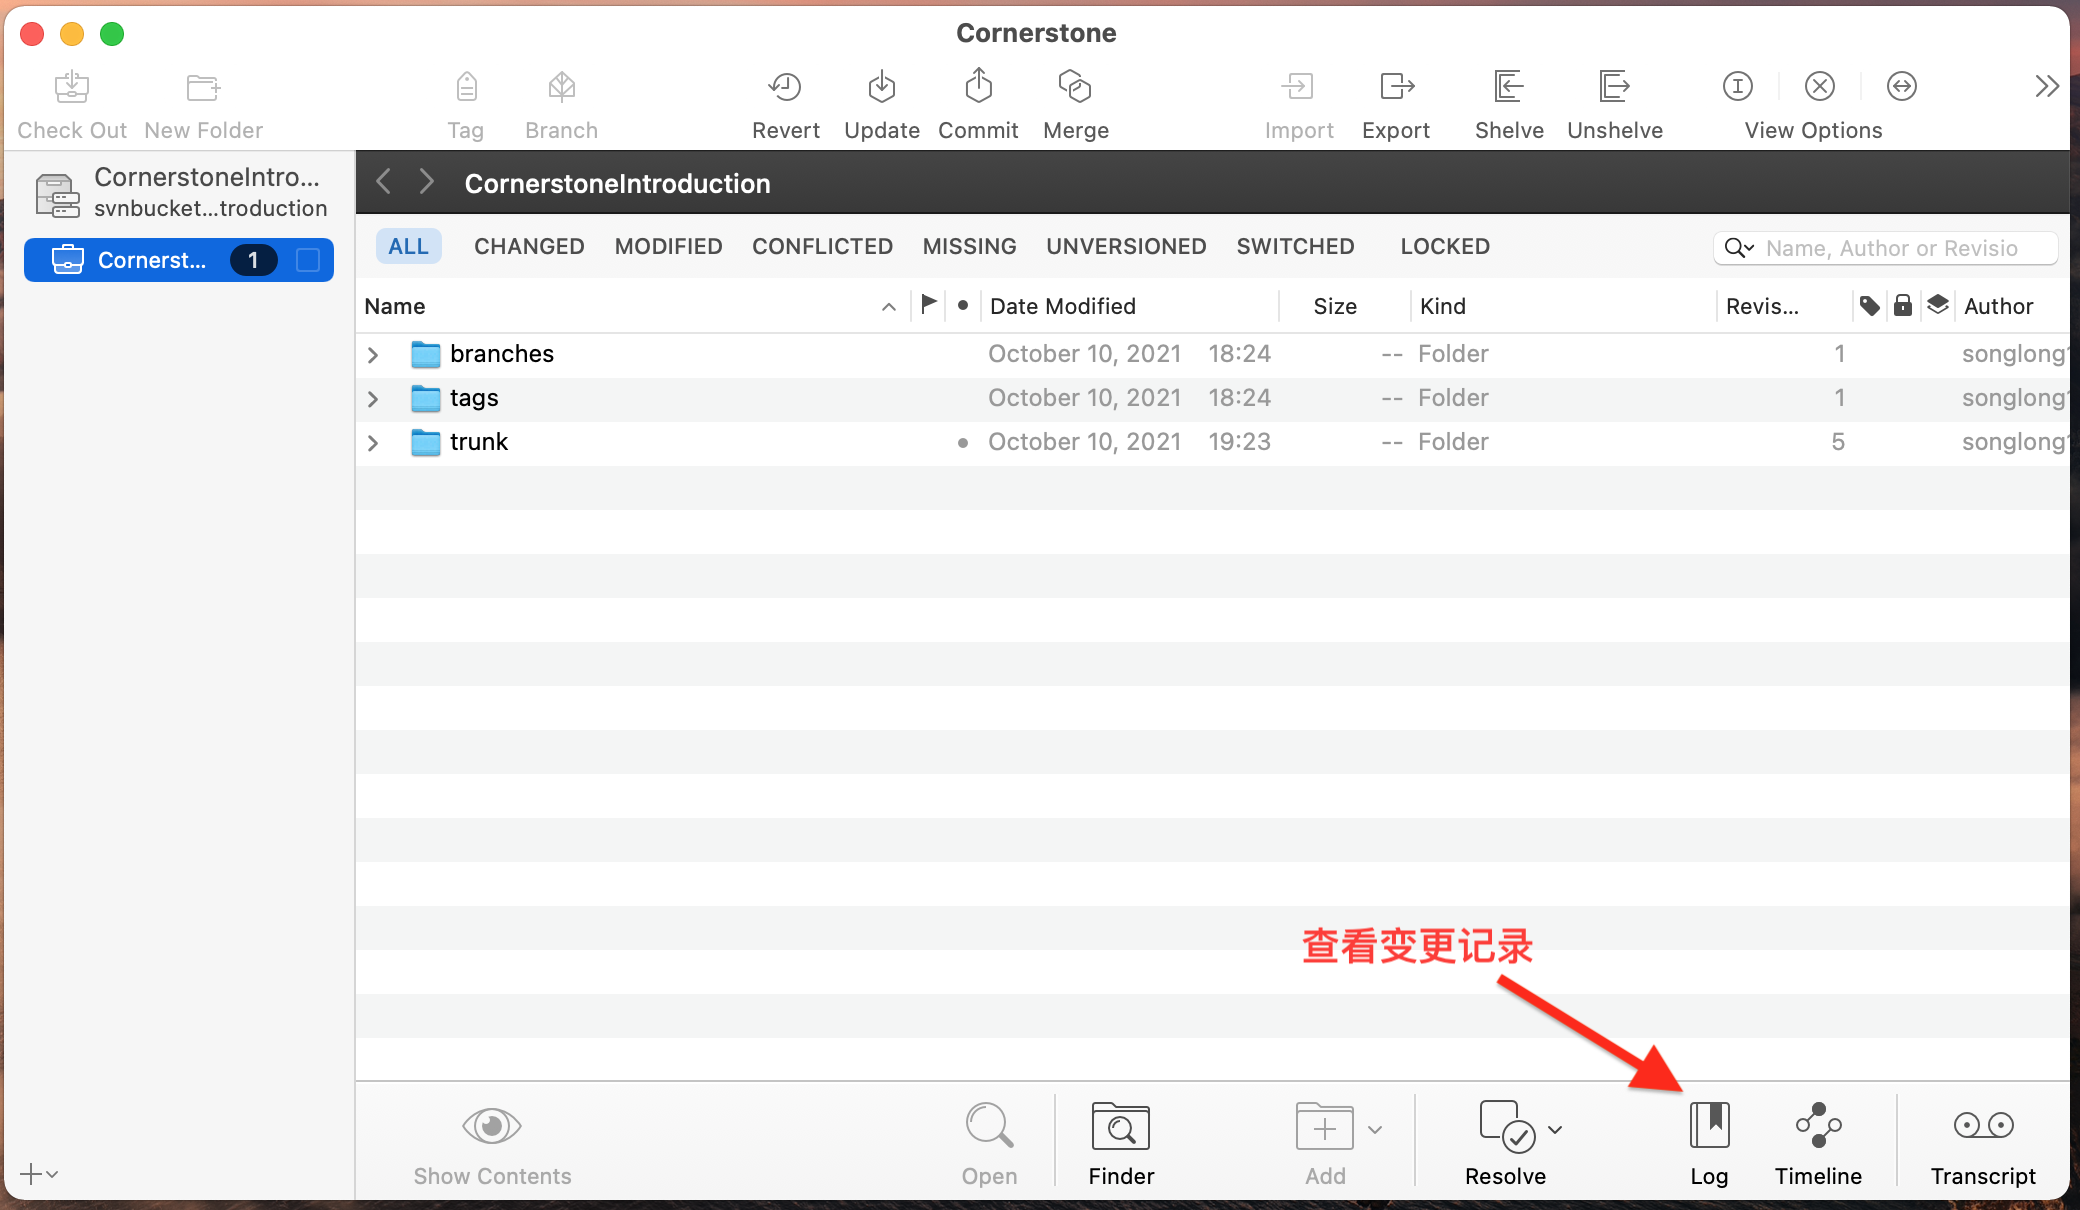 Cornerstone
Check Out New Folder Tag Branch Revert Update Commit Merge Import Export Shelve Unshelve View Options
CornerstoneIntro...
svnbucket...troduction
Cornerst... 1
CornerstoneIntroduction
ALL CHANGED MODIFIED CONFLICTED MISSING UNVERSIONED SWITCHED LOCKED Name, Author or Revisio
Name Date Modified Size Kind Revis... Author
branches October 10, 2021 18:24 -- Folder 1 songlong
tags October 10, 2021 18:24 -- Folder 1 songlong
trunk October 10, 2021 19:23 -- Folder 5 songlong
查看变更记录
Show Contents Open Finder Add Resolve Log Timeline Transcript